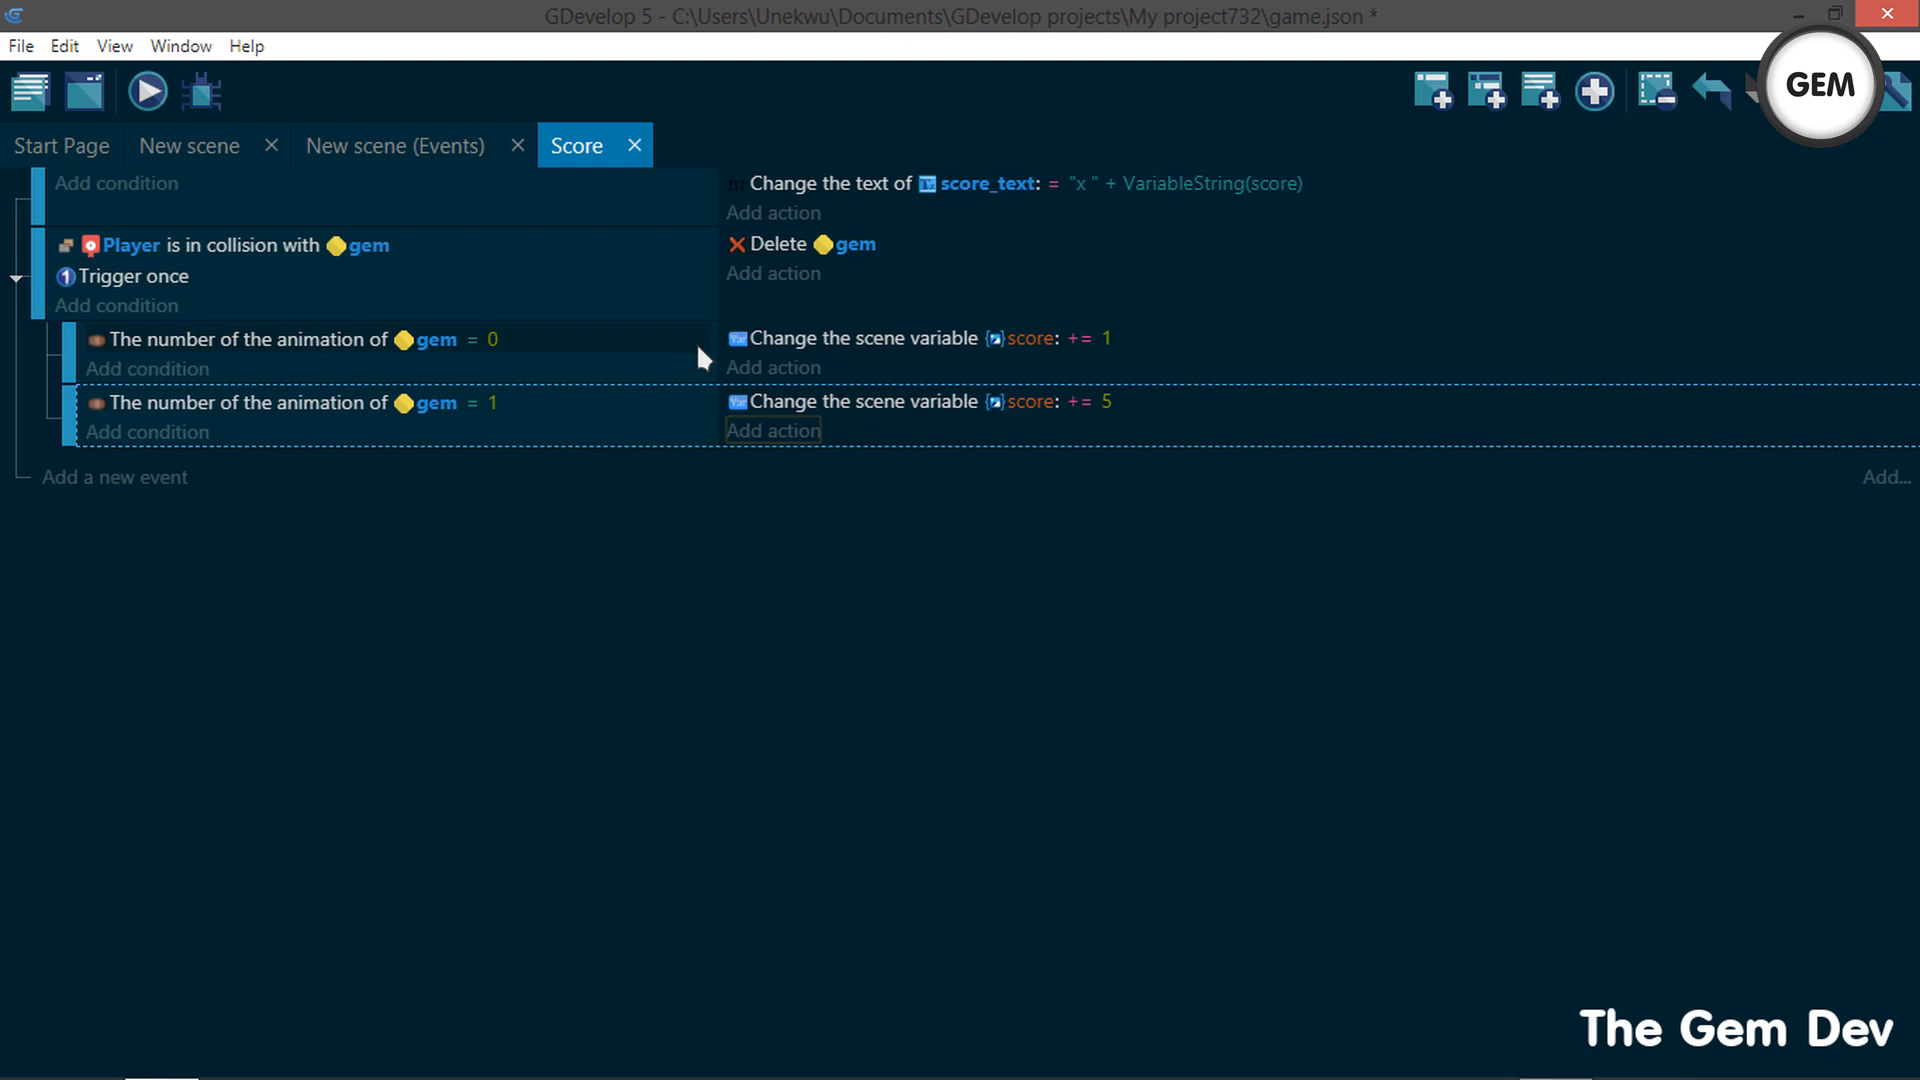 GDevelop 5 - C:\Users\Unekwu\Documents\GDevelop projects\My project732\game.json *
File Edit View Window Help
GEM
Start Page New scene New scene (Events) Score
Add condition Change the text of score_text: = "x " + VariableString(score)
Add action
Player is in collision with gem Delete gem
Trigger once Add action
Add condition
The number of the animation of gem = 0 Change the scene variable score: += 1
Add condition Add action
The number of the animation of gem = 1 Change the scene variable score: += 5
Add condition Add action
Add a new event Add...
The Gem Dev